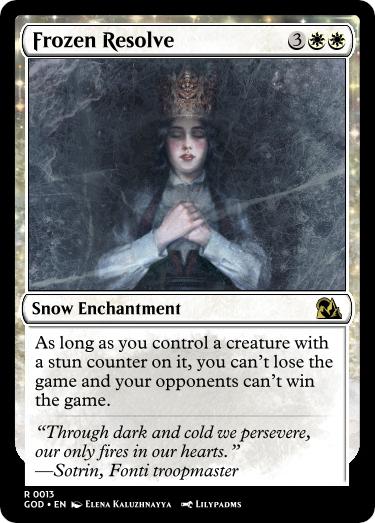 Frozen Resolve 3
Snow Enchantment
As long as you control a creature with
a stun counter on it, you can’t lose the
game and your opponents can’t win
the game.
“Through dark and cold we persevere,
our only fires in our hearts.”
—Sotrin, Fonti troopmaster
R 0013
GOD • EN Elena Kaluzhnayya Lilypadms